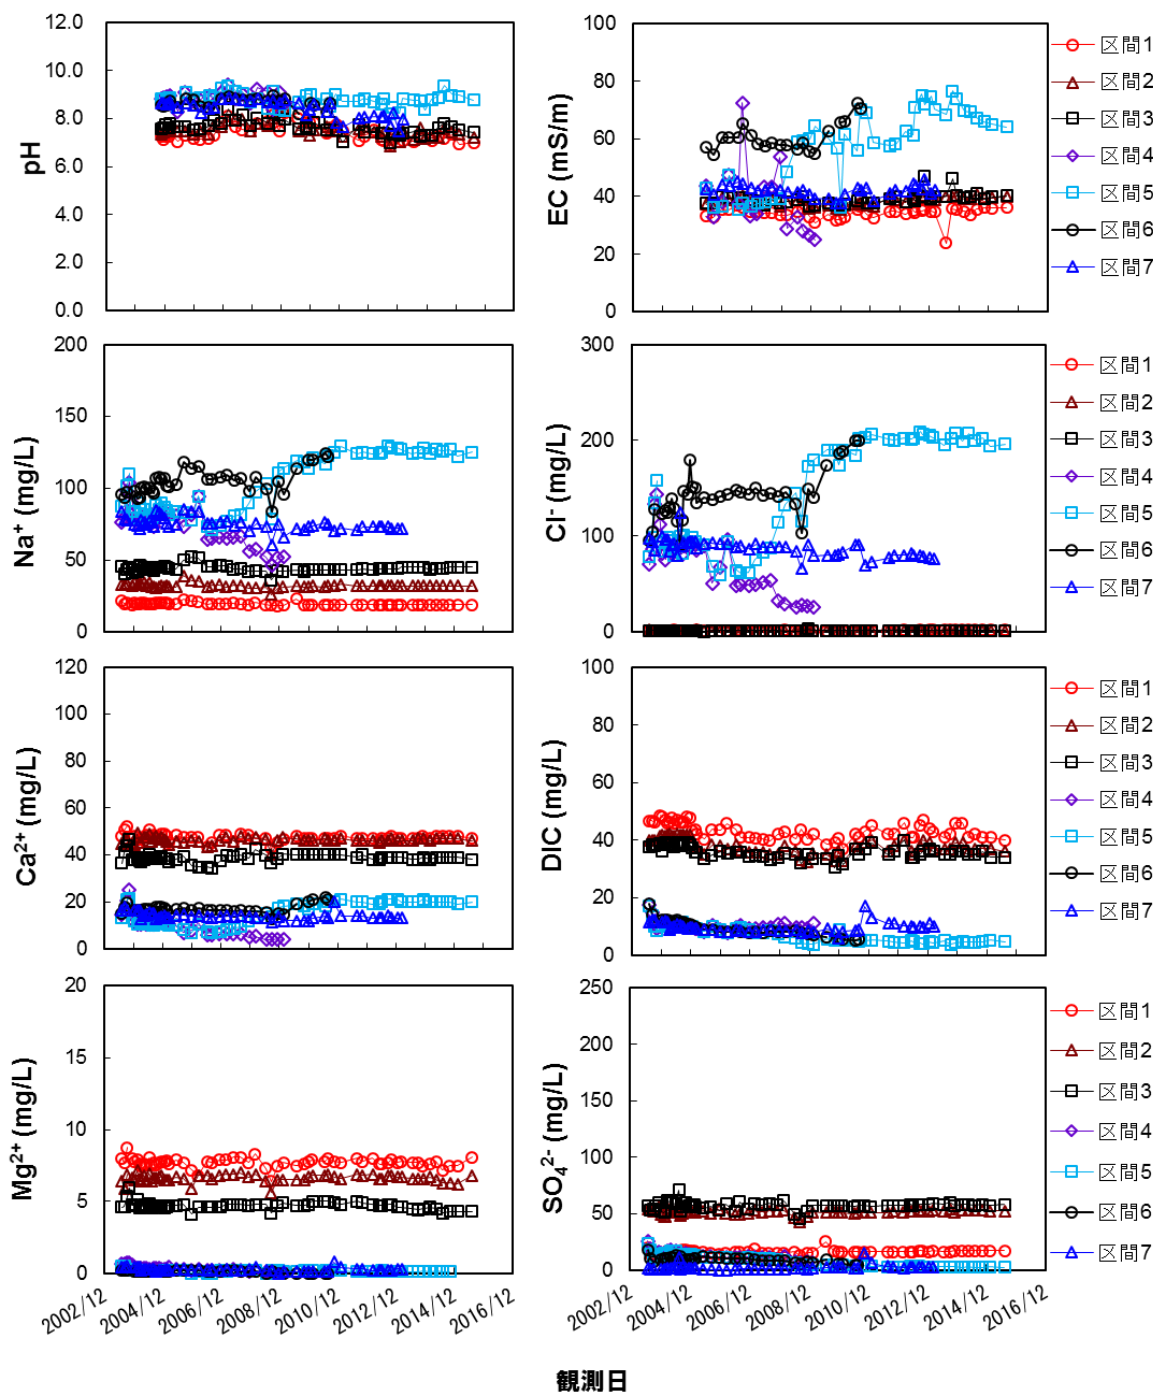 12.0
10.0
8.0
6.0
4.0
2.0
0.0
pH
100
80
60
40
20
0
EC (mS/m)
区間1
区間2
区間3
区間4
区間5
区間6
区間7
200
150
100
50
0
Na⁺ (mg/L)
300
200
100
0
Cl⁻ (mg/L)
区間1
区間2
区間3
区間4
区間5
区間6
区間7
120
100
80
60
40
20
0
Ca²⁺ (mg/L)
100
80
60
40
20
0
DIC (mg/L)
区間1
区間2
区間3
区間4
区間5
区間6
区間7
20
15
10
5
0
Mg²⁺ (mg/L)
2002/12
2004/12
2006/12
2008/12
2010/12
2012/12
2014/12
2016/12
250
200
150
100
50
0
SO₄²⁻ (mg/L)
2002/12
2004/12
2006/12
2008/12
2010/12
2012/12
2014/12
2016/12
区間1
区間2
区間3
区間4
区間5
区間6
区間7
観測日